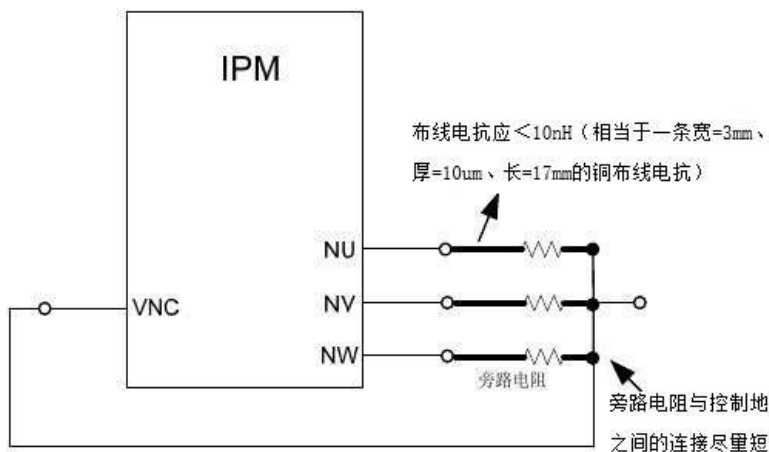 IPM
布线电抗应＜10nH（相当于一条宽=3mm、
厚=10um、长=17mm的铜布线电抗）
NU
VNC
NV
NW
旁路电阻
旁路电阻与控制地
之间的连接尽量短